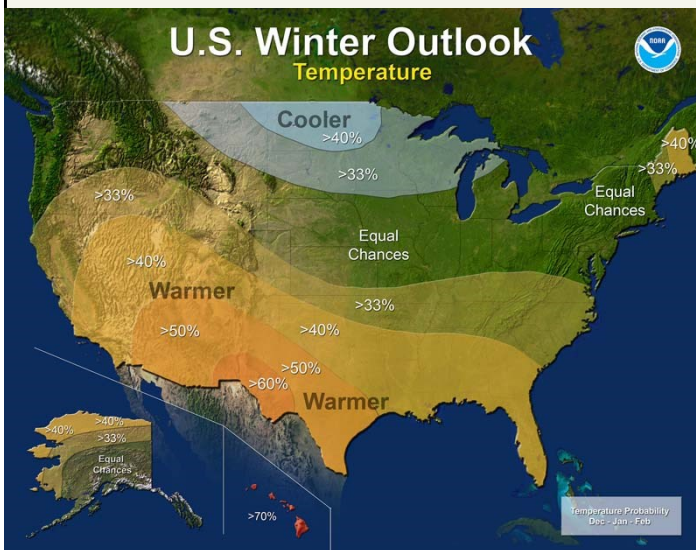 U.S. Winter Outlook
Temperature
NOAA
Cooler
>40%
>33%
>40%
>33%
Equal
Chances
>33%
Equal
Chances
>40%
Warmer
>33%
>50%
>40%
>50%
>60%
Warmer
>40%
>40%
>33%
Equal
Chances
>70%
Temperature Probability
Dec - Jan - Feb